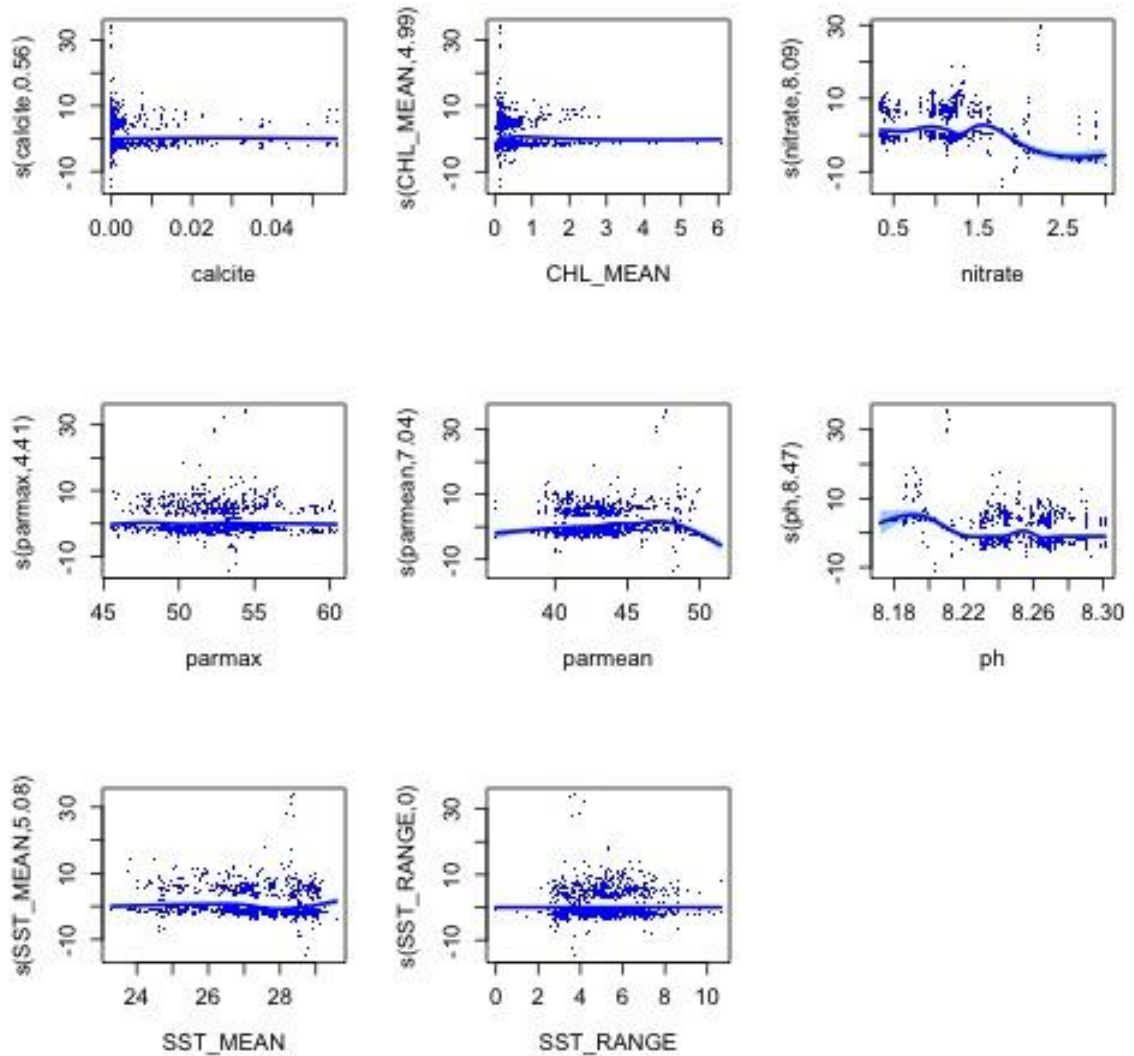 s(calcite,0.56)
30
10
-10
0.00 0.02 0.04
calcite
s(CHL_MEAN,4.99)
30
10
-10
0 1 2 3 4 5 6
CHL_MEAN
s(nitrate,8.09)
30
10
-10
0.5 1.5 2.5
nitrate
s(parmax,4.41)
30
10
-10
45 50 55 60
parmax
s(parmean,7.04)
30
10
-10
40 45 50
parmean
s(ph,8.47)
30
10
-10
8.18 8.22 8.26 8.30
ph
s(SST_MEAN,5.08)
30
10
-10
24 26 28
SST_MEAN
s(SST_RANGE,0)
30
10
-10
0 2 4 6 8 10
SST_RANGE